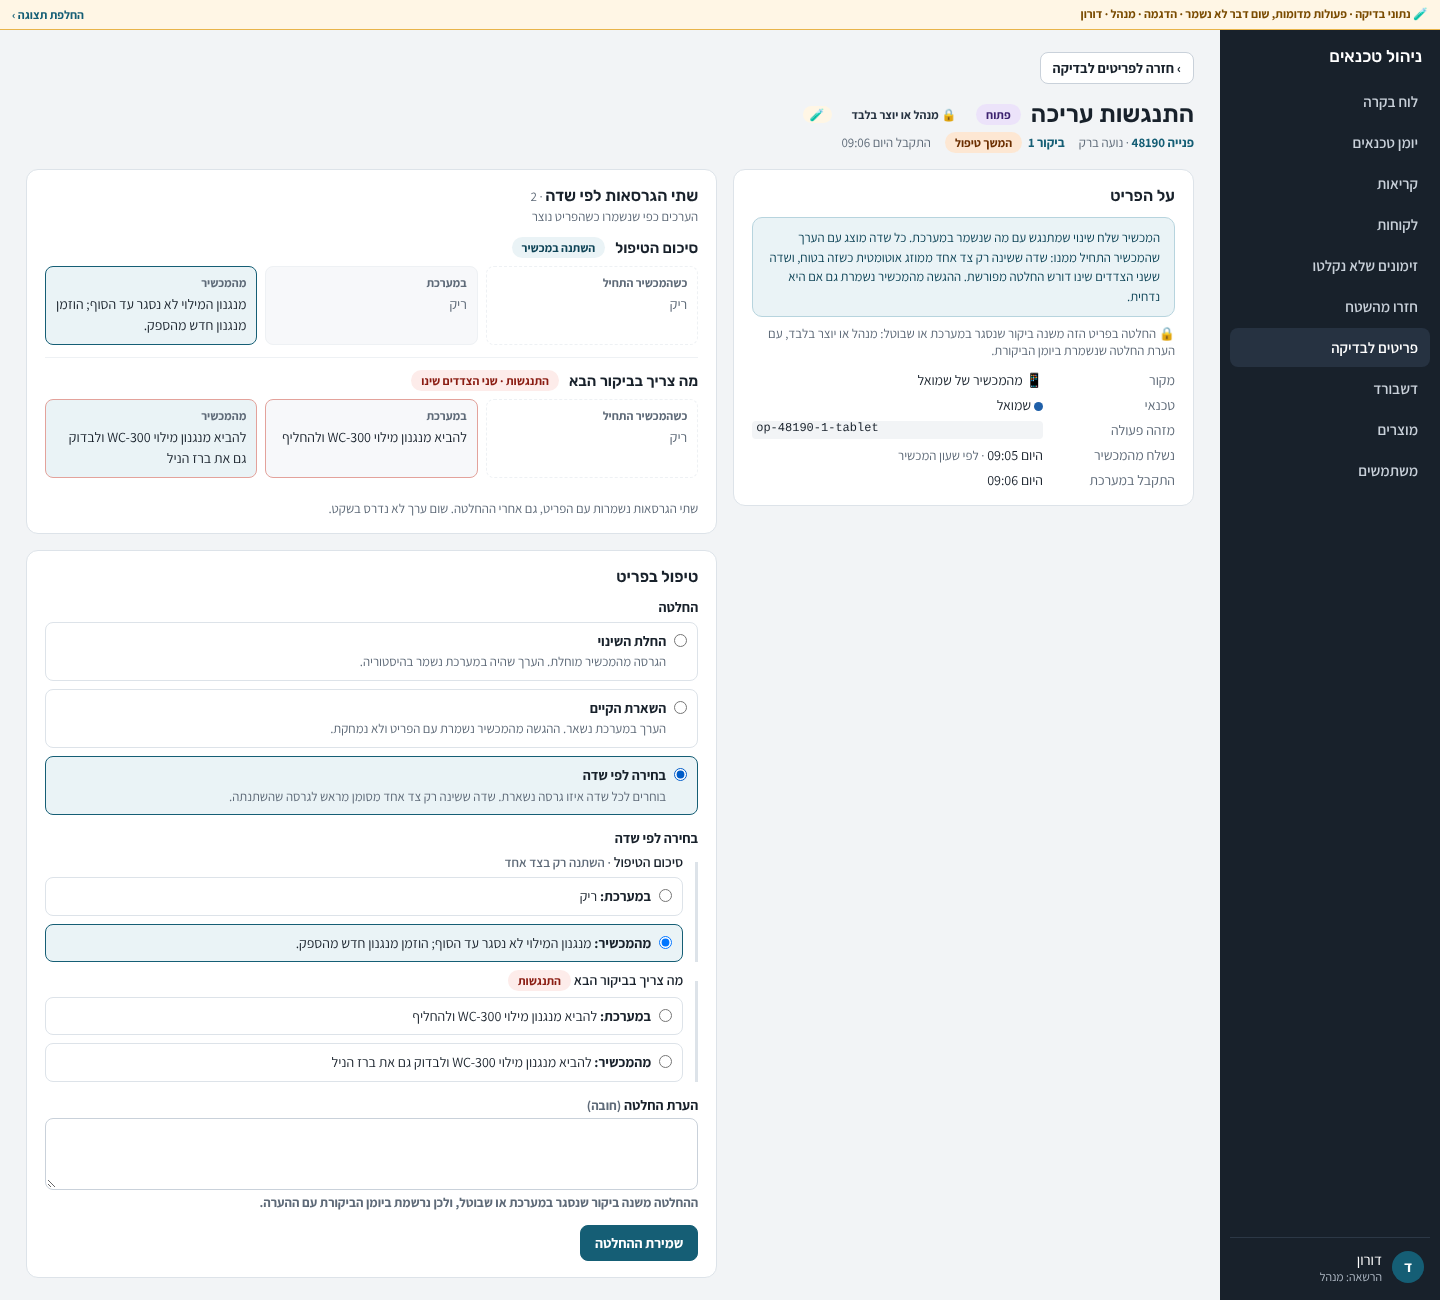 🧪 נתוני בדיקה · פעולות מדומות, שום דבר לא נשמר · הדגמה · מנהל · דורון
החלפת תצוגה ›
ניהול טכנאים
לוח בקרה
יומן טכנאים
קריאות
לקוחות
זימונים שלא נקלטו
חזרו מהשטח
פריטים לבדיקה
דשבורד
מוצרים
משתמשים
דורון
הרשאה: מנהל
ד
› חזרה לפריטים לבדיקה
התנגשות עריכה פתוח 🔒 מנהל או יוצר בלבד 🧪
פנייה 48190 · נועה ברק ביקור 1 המשך טיפול התקבל היום 09:06
על הפריט
המכשיר שלח שינוי שמתנגש עם מה שנשמר במערכת. כל שדה מוצג עם הערך
שהמכשיר התחיל ממנו: שדה ששינה רק צד אחד ממוזג אוטומטית כשזה בטוח, ושדה
ששני הצדדים שינו דורש החלטה מפורשת. ההגשה מהמכשיר נשמרת גם אם היא
נדחית.
🔒 החלטה בפריט הזה משנה ביקור שנסגר במערכת או שבוטל: מנהל או יוצר בלבד, עם
הערת החלטה שנשמרת ביומן הביקורת.
מקור 📱 מהמכשיר של שמואל
טכנאי שמואל
מזהה פעולה op-48190-1-tablet
נשלח מהמכשיר היום 09:05 · לפי שעון המכשיר
התקבל במערכת היום 09:06
שתי הגרסאות לפי שדה · 2
הערכים כפי שנשמרו כשהפריט נוצר
סיכום הטיפול השתנה במכשיר
כשהמכשיר התחיל
ריק
במערכת
ריק
מהמכשיר
מנגנון המילוי לא נסגר עד הסוף; הוזמן
מנגנון חדש מהספק.
מה צריך בביקור הבא התנגשות · שני הצדדים שינו
כשהמכשיר התחיל
ריק
במערכת
להביא מנגנון מילוי WC-300 ולהחליף
מהמכשיר
להביא מנגנון מילוי WC-300 ולבדוק
גם את ברז הניל
שתי הגרסאות נשמרות עם הפריט, גם אחרי ההחלטה. שום ערך לא נדרס בשקט.
טיפול בפריט
החלטה
החלת השינוי
הגרסה מהמכשיר מוחלת. הערך שהיה במערכת נשמר בהיסטוריה.
השארת הקיים
הערך במערכת נשאר. ההגשה מהמכשיר נשמרת עם הפריט ולא נמחקת.
בחירה לפי שדה
בוחרים לכל שדה איזו גרסה נשארת. שדה ששינה רק צד אחד מסומן מראש לגרסה שהשתנתה.
בחירה לפי שדה
סיכום הטיפול · השתנה רק בצד אחד
במערכת: ריק
מהמכשיר: מנגנון המילוי לא נסגר עד הסוף; הוזמן מנגנון חדש מהספק.
מה צריך בביקור הבא התנגשות
במערכת: להביא מנגנון מילוי WC-300 ולהחליף
מהמכשיר: להביא מנגנון מילוי WC-300 ולבדוק גם את ברז הניל
הערת החלטה (חובה)
ההחלטה משנה ביקור שנסגר במערכת או שבוטל, ולכן נרשמת ביומן הביקורת עם ההערה.
שמירת ההחלטה